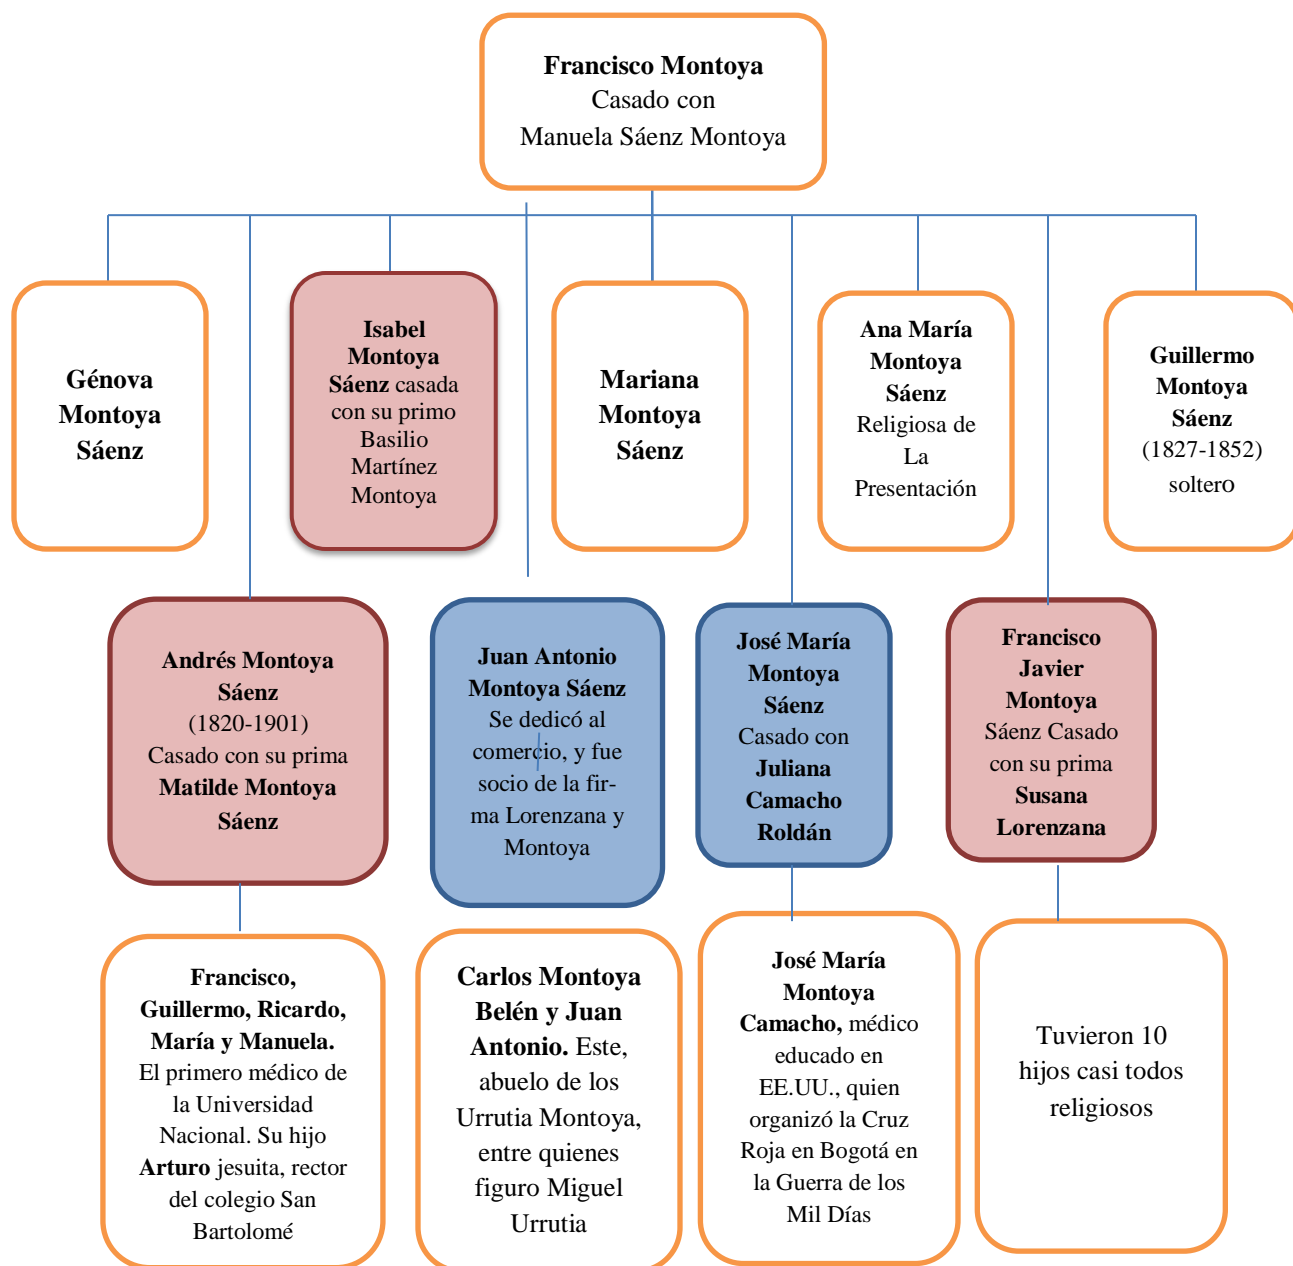 Francisco Montoya
Casado con
Manuela Sáenz Montoya
Génova
Montoya
Sáenz
Isabel
Montoya
Sáenz casada
con su primo
Basilio
Martínez
Montoya
Mariana
Montoya
Sáenz
Ana María
Montoya
Sáenz
Religiosa de
La
Presentación
Guillermo
Montoya
Sáenz
(1827-1852)
soltero
Andrés Montoya
Sáenz
(1820-1901)
Casado con su prima
Matilde Montoya
Sáenz
Juan Antonio
Montoya Sáenz
Se dedicó al
comercio, y fue
socio de la fir-
ma Lorenzana y
Montoya
José María
Montoya
Sáenz
Casado con
Juliana
Camacho
Roldán
Francisco
Javier
Montoya
Sáenz Casado
con su prima
Susana
Lorenzana
Francisco,
Guillermo, Ricardo,
María y Manuela.
El primero médico de
la Universidad
Nacional. Su hijo
Arturo jesuita, rector
del colegio San
Bartolomé
Carlos Montoya
Belén y Juan
Antonio. Este,
abuelo de los
Urrutia Montoya,
entre quienes
figuro Miguel
Urrutia
José María
Montoya
Camacho, médico
educado en
EE.UU., quien
organizó la Cruz
Roja en Bogotá en
la Guerra de los
Mil Días
Tuvieron 10
hijos casi todos
religiosos